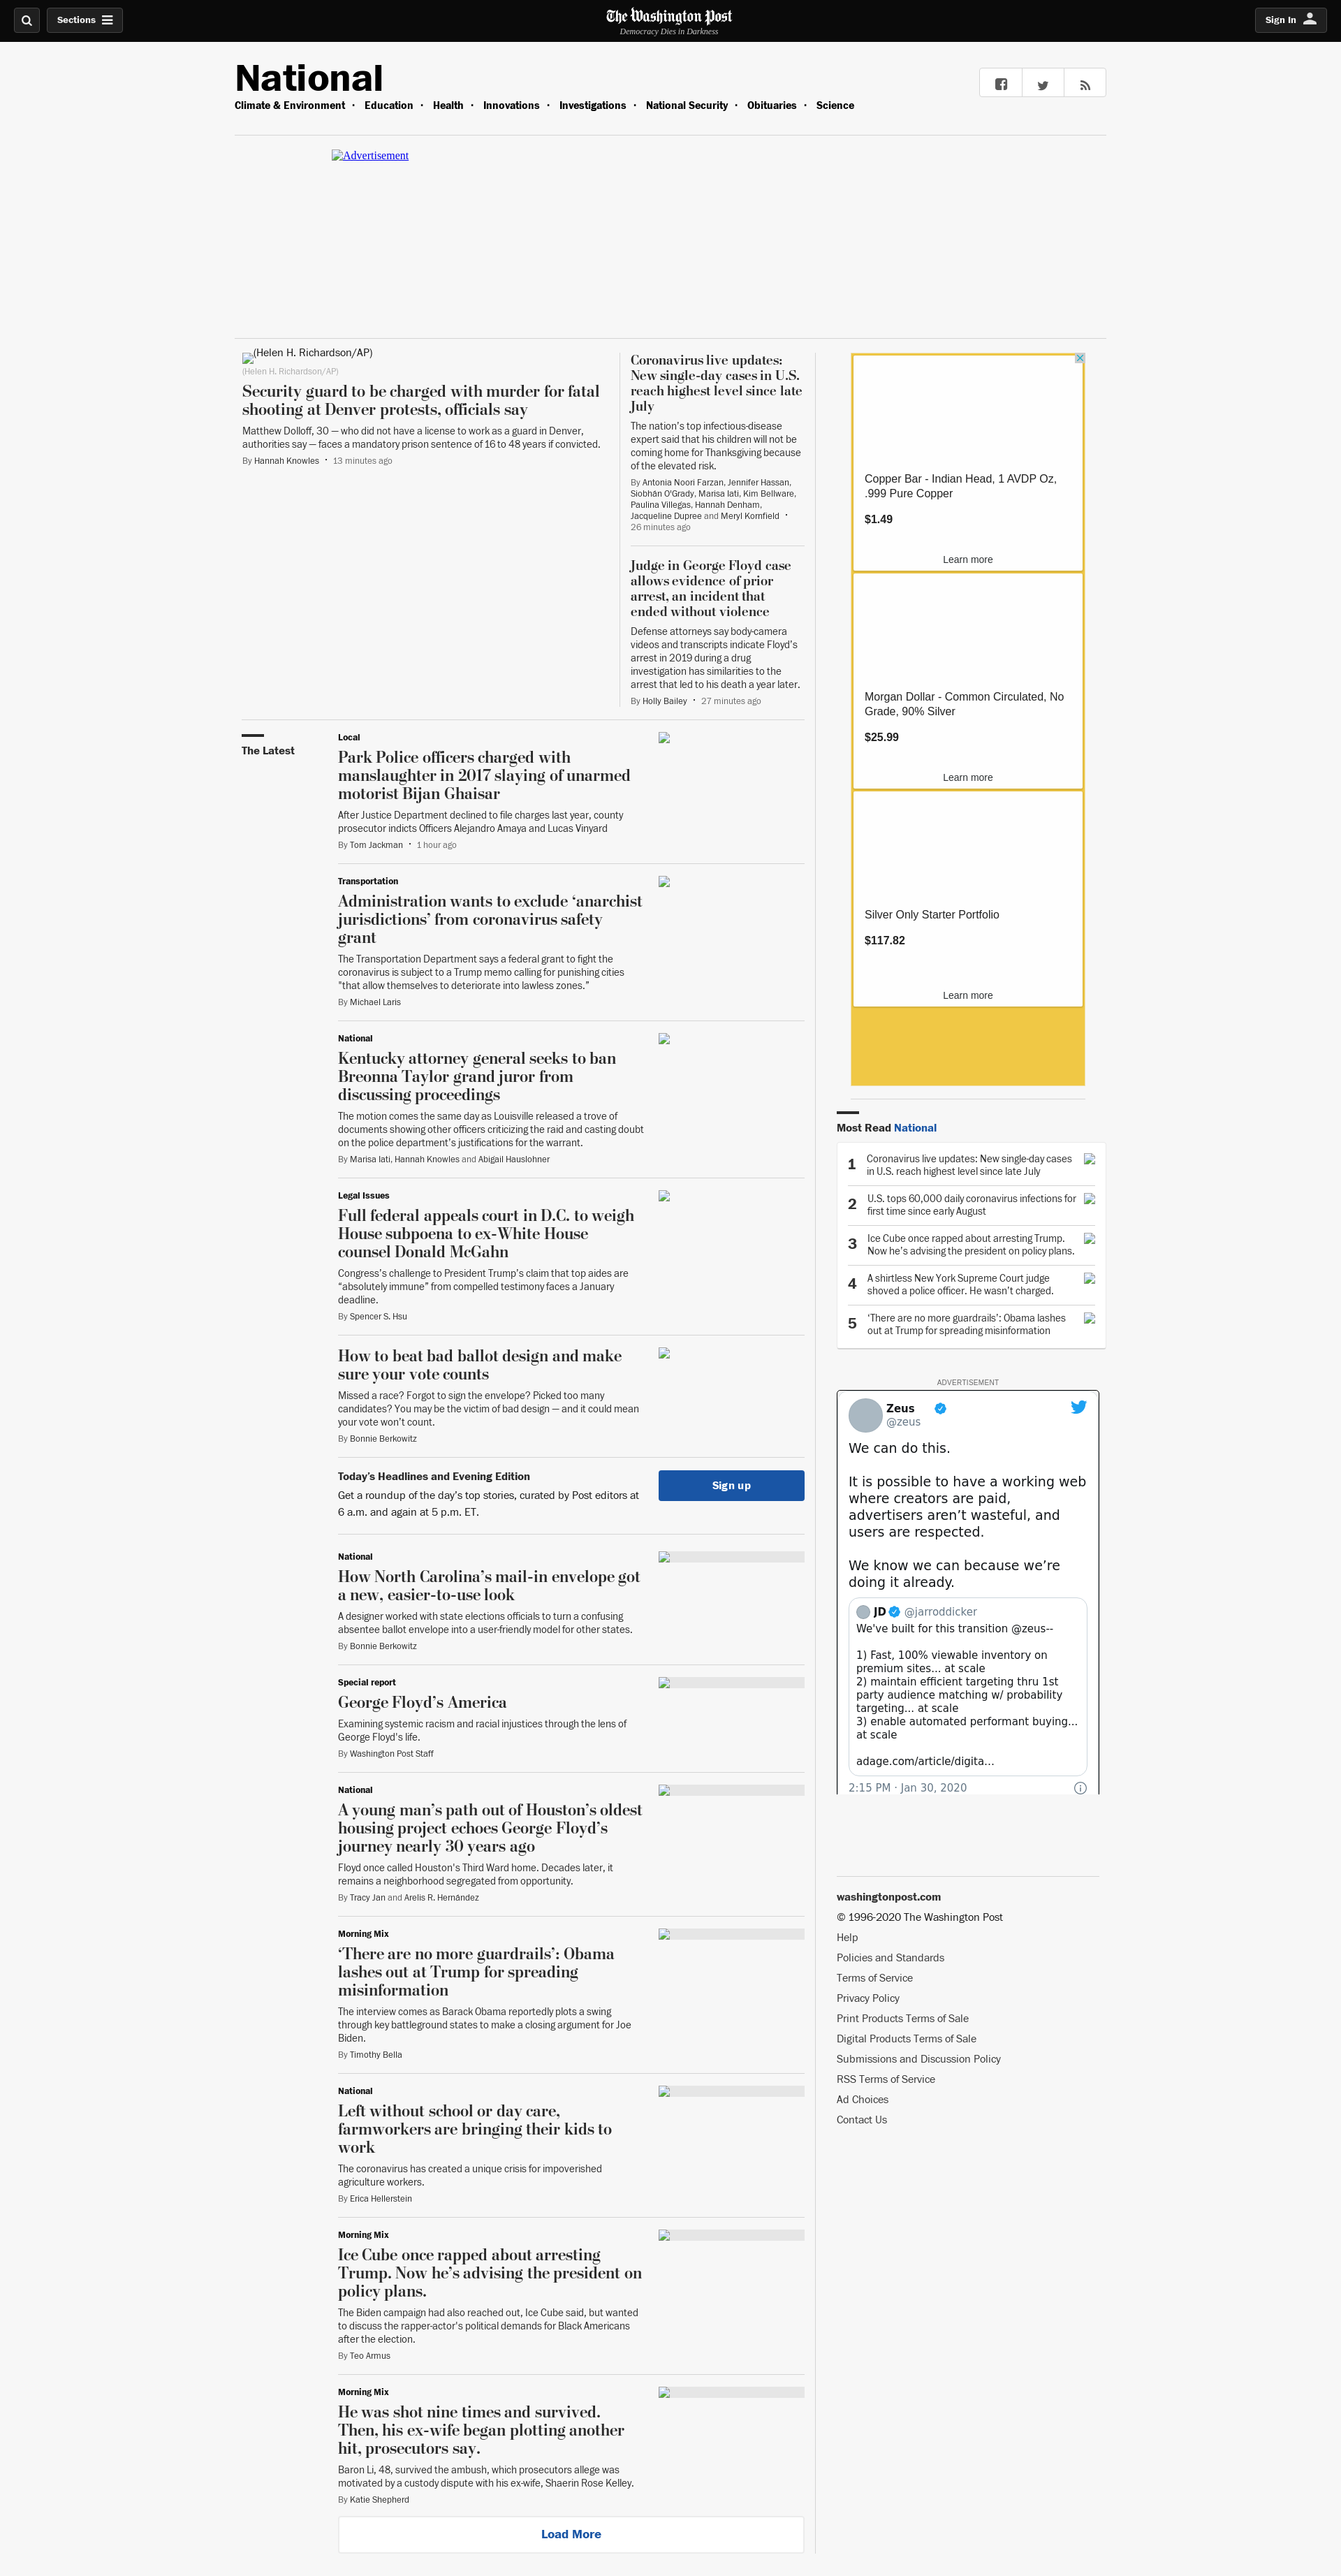 Sections
The Washington Post
Democracy Dies in Darkness
Sign In
National
Climate & Environment • Education • Health • Innovations • Investigations • National Security • Obituaries • Science
Advertisement
(Helen H. Richardson/AP)
(Helen H. Richardson/AP)
Security guard to be charged with murder for fatal
shooting at Denver protests, officials say
Matthew Dolloff, 30 — who did not have a license to work as a guard in Denver,
authorities say — faces a mandatory prison sentence of 16 to 48 years if convicted.
By Hannah Knowles • 13 minutes ago
Coronavirus live updates:
New single-day cases in U.S.
reach highest level since late
July
The nation’s top infectious-disease
expert said that his children will not be
coming home for Thanksgiving because
of the elevated risk.
By Antonia Noori Farzan, Jennifer Hassan,
Siobhán O'Grady, Marisa Iati, Kim Bellware,
Paulina Villegas, Hannah Denham,
Jacqueline Dupree and Meryl Kornfield •
26 minutes ago
Judge in George Floyd case
allows evidence of prior
arrest, an incident that
ended without violence
Defense attorneys say body-camera
videos and transcripts indicate Floyd’s
arrest in 2019 during a drug
investigation has similarities to the
arrest that led to his death a year later.
By Holly Bailey • 27 minutes ago
The Latest
Local
Park Police officers charged with
manslaughter in 2017 slaying of unarmed
motorist Bijan Ghaisar
After Justice Department declined to file charges last year, county
prosecutor indicts Officers Alejandro Amaya and Lucas Vinyard
By Tom Jackman • 1 hour ago
Transportation
Administration wants to exclude ‘anarchist
jurisdictions’ from coronavirus safety
grant
The Transportation Department says a federal grant to fight the
coronavirus is subject to a Trump memo calling for punishing cities
“that allow themselves to deteriorate into lawless zones.”
By Michael Laris
National
Kentucky attorney general seeks to ban
Breonna Taylor grand juror from
discussing proceedings
The motion comes the same day as Louisville released a trove of
documents showing other officers criticizing the raid and casting doubt
on the police department’s justifications for the warrant.
By Marisa Iati, Hannah Knowles and Abigail Hauslohner
Legal Issues
Full federal appeals court in D.C. to weigh
House subpoena to ex-White House
counsel Donald McGahn
Congress’s challenge to President Trump’s claim that top aides are
“absolutely immune” from compelled testimony faces a January
deadline.
By Spencer S. Hsu
How to beat bad ballot design and make
sure your vote counts
Missed a race? Forgot to sign the envelope? Picked too many
candidates? You may be the victim of bad design — and it could mean
your vote won’t count.
By Bonnie Berkowitz
Today’s Headlines and Evening Edition
Get a roundup of the day’s top stories, curated by Post editors at
6 a.m. and again at 5 p.m. ET.
Sign up
National
How North Carolina’s mail-in envelope got
a new, easier-to-use look
A designer worked with state elections officials to turn a confusing
absentee ballot envelope into a user-friendly model for other states.
By Bonnie Berkowitz
Special report
George Floyd’s America
Examining systemic racism and racial injustices through the lens of
George Floyd’s life.
By Washington Post Staff
National
A young man’s path out of Houston’s oldest
housing project echoes George Floyd’s
journey nearly 30 years ago
Floyd once called Houston’s Third Ward home. Decades later, it
remains a neighborhood segregated from opportunity.
By Tracy Jan and Arelis R. Hernández
Morning Mix
‘There are no more guardrails’: Obama
lashes out at Trump for spreading
misinformation
The interview comes as Barack Obama reportedly plots a swing
through key battleground states to make a closing argument for Joe
Biden.
By Timothy Bella
National
Left without school or day care,
farmworkers are bringing their kids to
work
The coronavirus has created a unique crisis for impoverished
agriculture workers.
By Erica Hellerstein
Morning Mix
Ice Cube once rapped about arresting
Trump. Now he’s advising the president on
policy plans.
The Biden campaign had also reached out, Ice Cube said, but wanted
to discuss the rapper-actor's political demands for Black Americans
after the election.
By Teo Armus
Morning Mix
He was shot nine times and survived.
Then, his ex-wife began plotting another
hit, prosecutors say.
Baron Li, 48, survived the ambush, which prosecutors allege was
motivated by a custody dispute with his ex-wife, Shaerin Rose Kelley.
By Katie Shepherd
Load More
Copper Bar - Indian Head, 1 AVDP Oz,
.999 Pure Copper
$1.49
Learn more
Morgan Dollar - Common Circulated, No
Grade, 90% Silver
$25.99
Learn more
Silver Only Starter Portfolio
$117.82
Learn more
Most Read National
1 Coronavirus live updates: New single-day cases
in U.S. reach highest level since late July
2 U.S. tops 60,000 daily coronavirus infections for
first time since early August
3 Ice Cube once rapped about arresting Trump.
Now he’s advising the president on policy plans.
4 A shirtless New York Supreme Court judge
shoved a police officer. He wasn’t charged.
5 ‘There are no more guardrails’: Obama lashes
out at Trump for spreading misinformation
ADVERTISEMENT
Zeus
@zeus
We can do this.
It is possible to have a working web
where creators are paid,
advertisers aren’t wasteful, and
users are respected.
We know we can because we’re
doing it already.
JD @jarroddicker
We've built for this transition @zeus--
1) Fast, 100% viewable inventory on
premium sites... at scale
2) maintain efficient targeting thru 1st
party audience matching w/ probability
targeting... at scale
3) enable automated performant buying...
at scale
adage.com/article/digita...
2:15 PM · Jan 30, 2020
washingtonpost.com
© 1996-2020 The Washington Post
Help
Policies and Standards
Terms of Service
Privacy Policy
Print Products Terms of Sale
Digital Products Terms of Sale
Submissions and Discussion Policy
RSS Terms of Service
Ad Choices
Contact Us